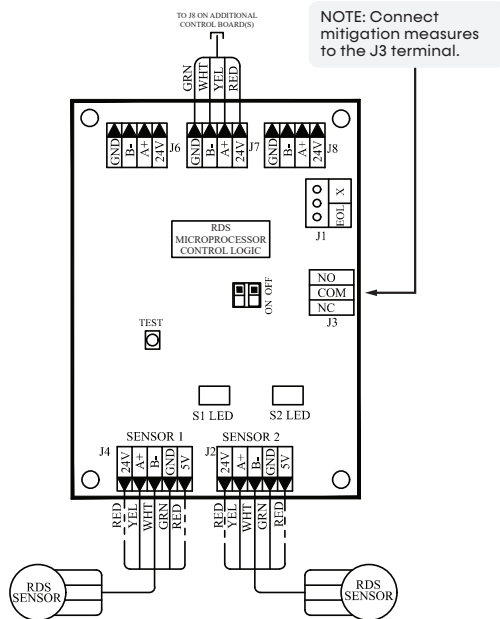 TO J8 ON ADDITIONAL
CONTROL BOARD(S)
NOTE: Connect
mitigation measures
to the J3 terminal.
GRN
WHT
YEL
RED
GND
B-
A+
24V
J6
GND
B-
A+
24V
J7
GND
B-
A+
24V
J8
X
EOL
J1
RDS
MICROPROCESSOR
CONTROL LOGIC
ON OFF
NO
COM
NC
J3
TEST
S1 LED
S2 LED
SENSOR 1
SENSOR 2
J4
24V
A+
B-
GND
5V
J2
24V
A+
B-
GND
5V
RED
YEL
WHT
GRN
RED
RED
YEL
WHT
GRN
RED
RDS
SENSOR
RDS
SENSOR